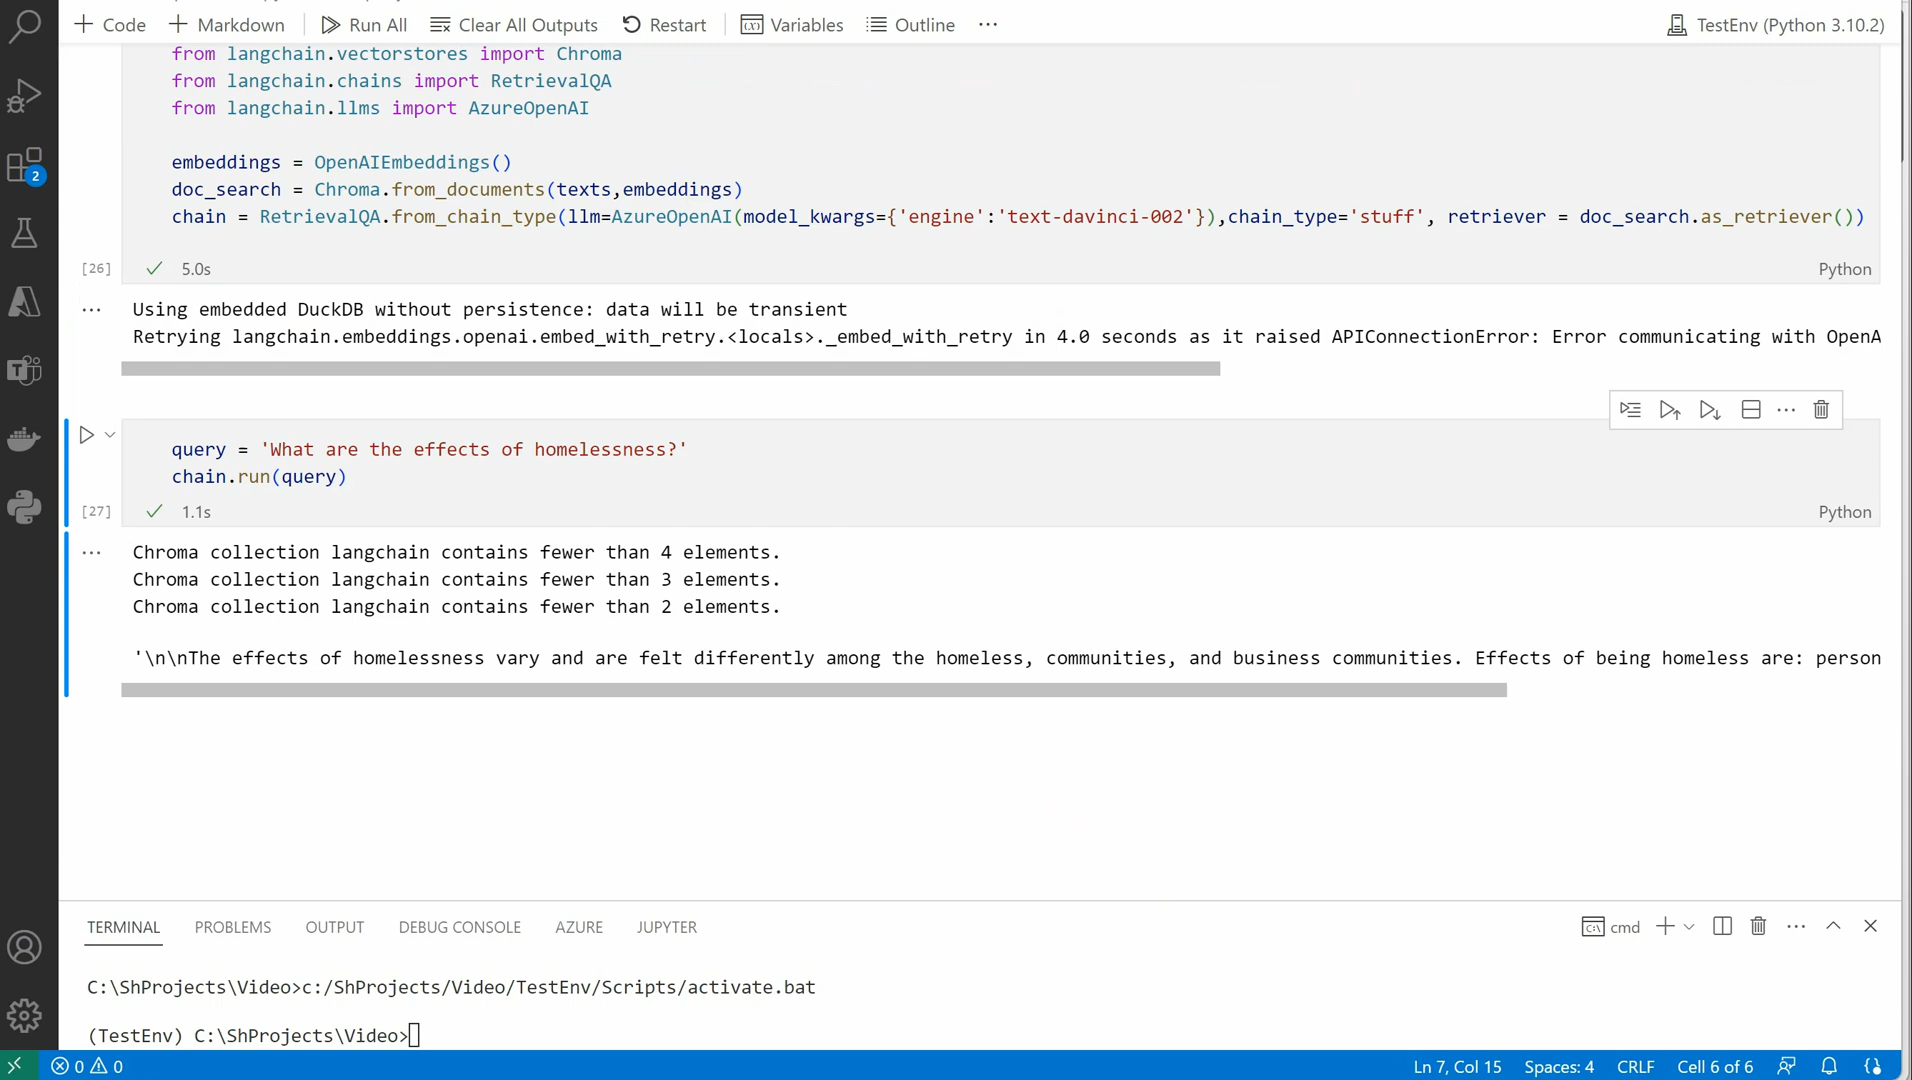 Code
Markdown
Run All
Clear All Outputs
Restart
Variables
Outline
...
TestEnv (Python 3.10.2)
from langchain.vectorstores import Chroma
from langchain.chains import RetrievalQA
from langchain.llms import AzureOpenAI
embeddings = OpenAIEmbeddings()
doc_search = Chroma.from_documents(texts,embeddings)
chain = RetrievalQA.from_chain_type(llm=AzureOpenAI(model_kwargs={'engine':'text-davinci-002'}),chain_type='stuff', retriever = doc_search.as_retriever())
[26]
5.0s
Python
...
Using embedded DuckDB without persistence: data will be transient
Retrying langchain.embeddings.openai.embed_with_retry.<locals>._embed_with_retry in 4.0 seconds as it raised APIConnectionError: Error communicating with OpenA
2
query = 'What are the effects of homelessness?'
chain.run(query)
[27]
1.1s
Python
...
Chroma collection langchain contains fewer than 4 elements.
Chroma collection langchain contains fewer than 3 elements.
Chroma collection langchain contains fewer than 2 elements.
'\n\nThe effects of homelessness vary and are felt differently among the homeless, communities, and business communities. Effects of being homeless are: person
TERMINAL
PROBLEMS
OUTPUT
DEBUG CONSOLE
AZURE
JUPYTER
cmd
C:\ShProjects\Video>c:/ShProjects/Video/TestEnv/Scripts/activate.bat
(TestEnv) C:\ShProjects\Video>
0
0
Ln 7, Col 15
Spaces: 4
CRLF
Cell 6 of 6